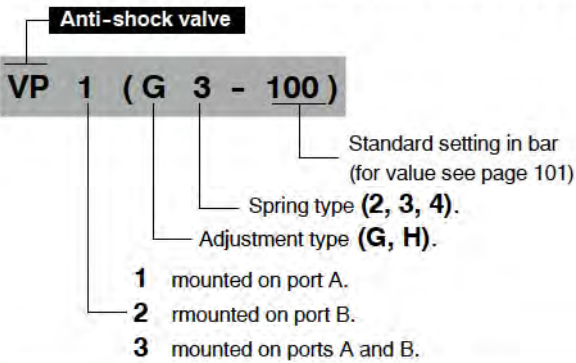 Anti-shock valve
VP 1 (G 3 - 100)
Standard setting in bar
(for value see page 101)
Spring type (2, 3, 4).
Adjustment type (G, H).
1 mounted on port A.
2 rmounted on port B.
3 mounted on ports A and B.